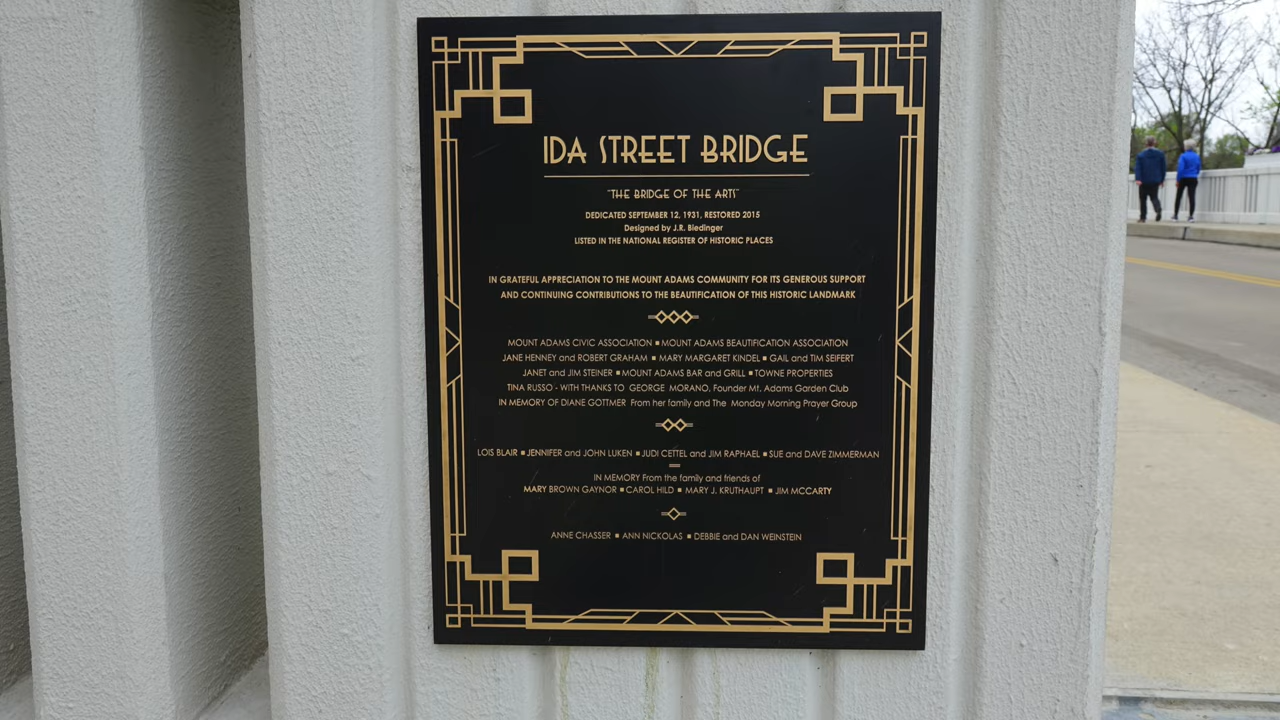 IDA STREET BRIDGE
"THE BRIDGE OF THE ARTS"
DEDICATED SEPTEMBER 12, 1931, RESTORED 2015
Designed by J.R. Biedinger
LISTED IN THE NATIONAL REGISTER OF HISTORIC PLACES
IN GRATEFUL APPRECIATION TO THE MOUNT ADAMS COMMUNITY FOR ITS GENEROUS SUPPORT
AND CONTINUING CONTRIBUTIONS TO THE BEAUTIFICATION OF THIS HISTORIC LANDMARK
MOUNT ADAMS CIVIC ASSOCIATION ▪ MOUNT ADAMS BEAUTIFICATION ASSOCIATION
JANE HENNEY and ROBERT GRAHAM ▪ MARY MARGARET KINDEL ▪ GAIL and TIM SEIFERT
JANET and JIM STEINER ▪ MOUNT ADAMS BAR and GRILL ▪ TOWNE PROPERTIES
TINA RUSSO - WITH THANKS TO GEORGE MORANO, Founder Mt, Adams Garden Club
IN MEMORY OF DIANE GOTTMER From her family and The Monday Morning Prayer Group
LOIS BLAIR ▪ JENNIFER and JOHN LUKEN ▪ JUDI CETTEL and JIM RAPHAEL ▪ SUE and DAVE ZIMMERMAN
IN MEMORY From the family and friends of
MARY BROWN GAYNOR ▪ CAROL HILD ▪ MARY J. KRUTHAUPT ▪ JIM MCCARTY
ANNE CHASSER ▪ ANN NICKOLAS ▪ DEBBIE and DAN WEINSTEIN